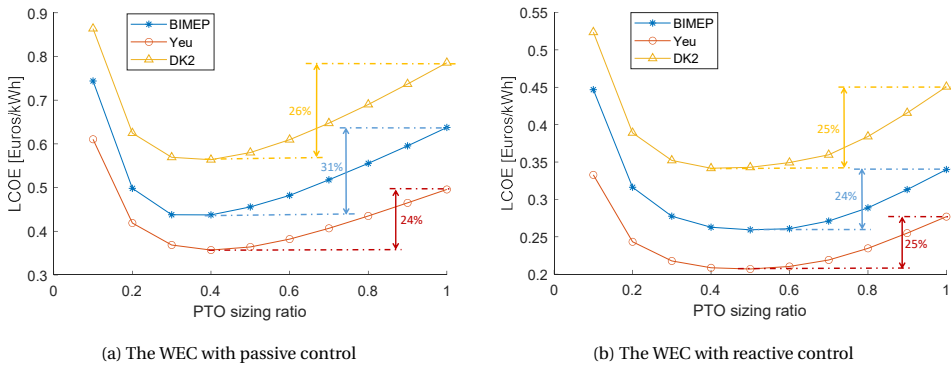 BIMEP
Yeu
DK2
26%
31%
24%
LCOE [Euros/kWh]
0.9
0.8
0.7
0.6
0.5
0.4
0.3
0 0.2 0.4 0.6 0.8 1
PTO sizing ratio
(a) The WEC with passive control
BIMEP
Yeu
DK2
25%
24%
25%
LCOE [Euros/kWh]
0.55
0.5
0.45
0.4
0.35
0.3
0.25
0.2
0 0.2 0.4 0.6 0.8 1
PTO sizing ratio
(b) The WEC with reactive control